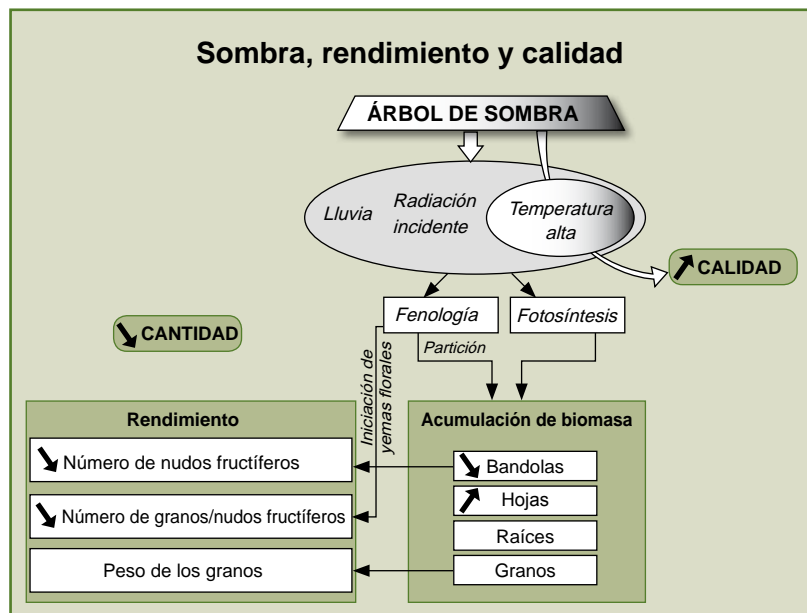 Sombra, rendimiento y calidad
ÁRBOL DE SOMBRA
Lluvia
Radiación
incidente
Temperatura
alta
CALIDAD
CANTIDAD
Fenología
Fotosíntesis
Partición
Iniciación de
yemas florales
Rendimiento
Número de nudos fructíferos
Número de granos/nudos fructíferos
Peso de los granos
Acumulación de biomasa
Bandolas
Hojas
Raíces
Granos